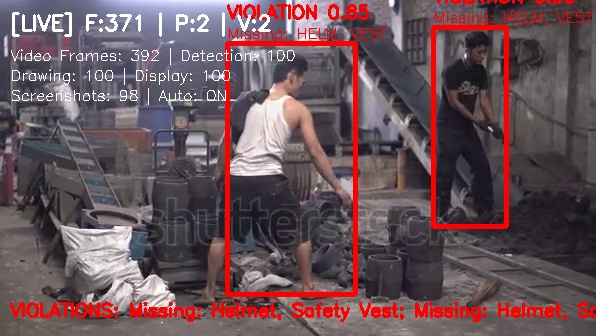 [LIVE] F:371 | P:2 | V:2
VIOLATION 0.85
Missing: HELM, VEST
Missing: HELM, VEST
Video Frames: 392 | Detection: 100
Drawing: 100 | Display: 100
Screenshots: 98 | Auto: ON
shutterstock
VIOLATIONS: Missing: Helmet, Safety Vest; Missing: Helmet, Sa